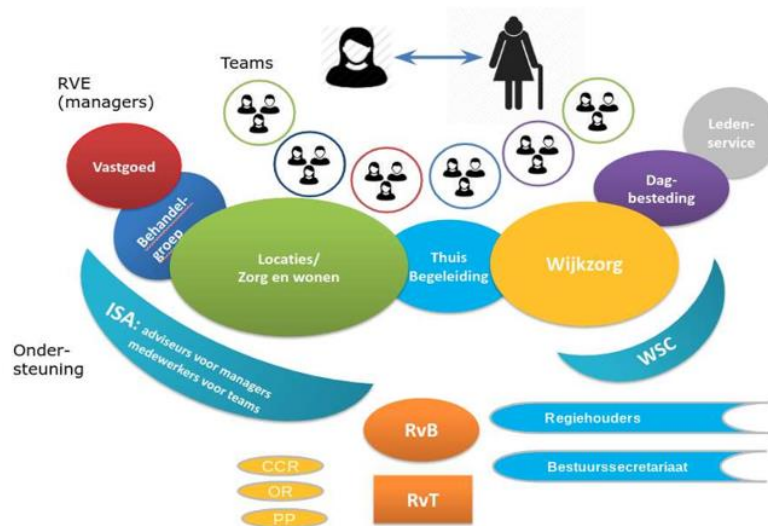 Teams
RVE
(managers)
Leden-
service
Vastgoed
Dag-
besteding
Behandel-
groep
Locaties/
Zorg en wonen
Thuis
Begeleiding
Wijkzorg
ISA: adviseurs voor managers
medewerkers voor teams
WSC
Onder-
steuning
RvB
Regiehouders
Bestuurssecretariaat
CCR
OR
PP
RvT